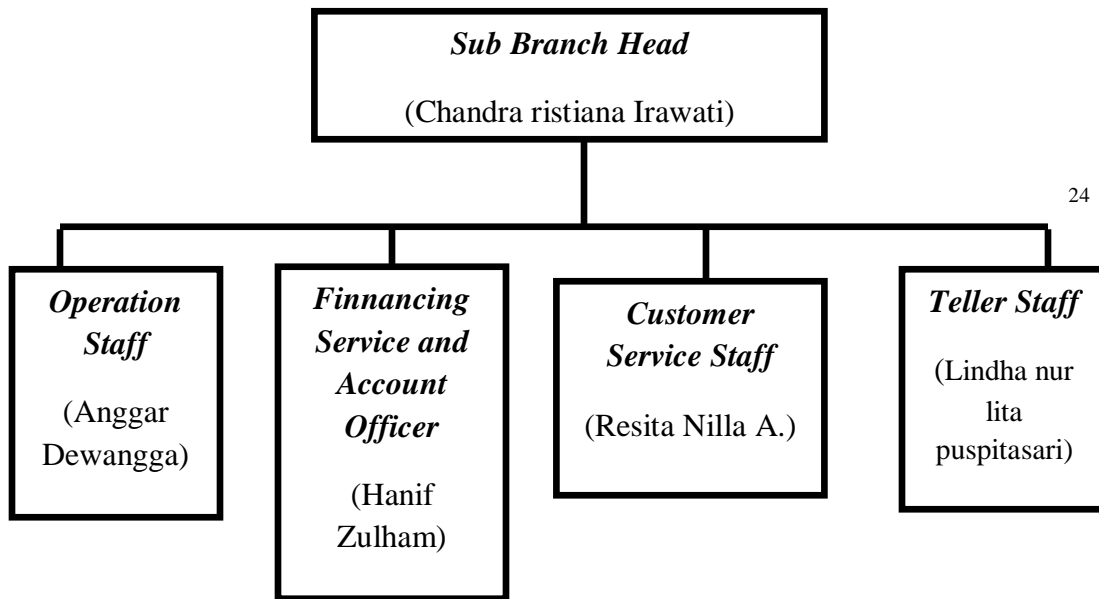 Sub Branch Head
(Chandra ristiana Irawati)
24
Operation
Staff
(Anggar
Dewangga)
Finnancing
Service and
Account
Officer
(Hanif
Zulham)
Customer
Service Staff
(Resita Nilla A.)
Teller Staff
(Lindha nur
lita
puspitasari)